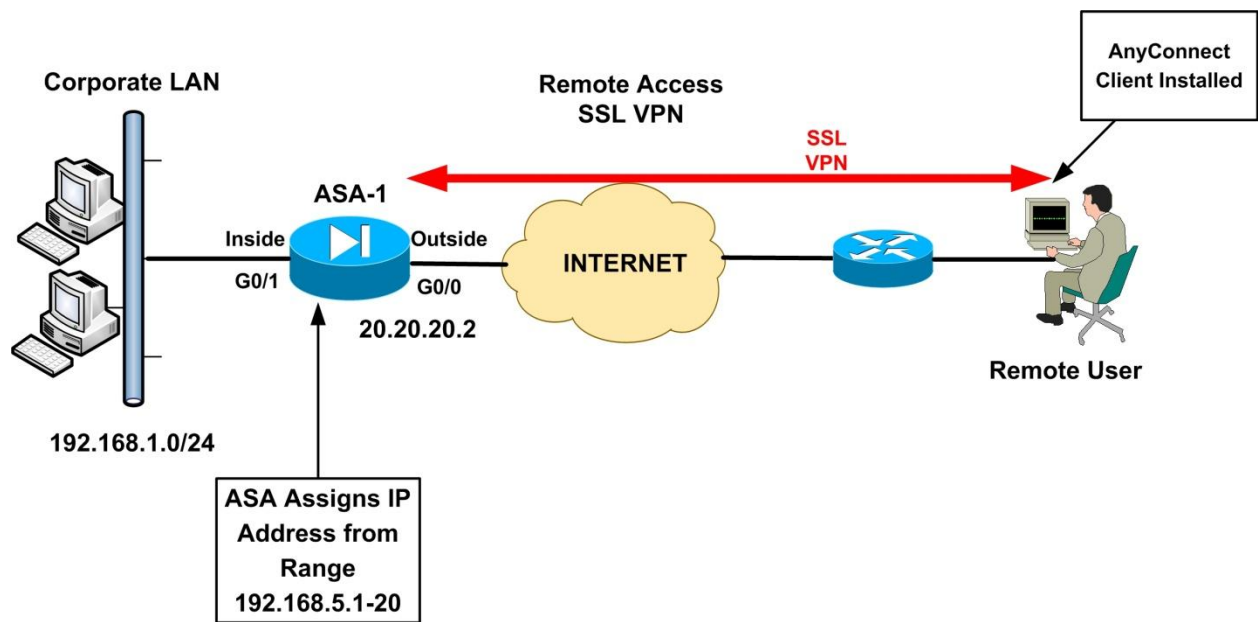 AnyConnect
Client Installed
Corporate LAN
Remote Access
SSL VPN
SSL
VPN
ASA-1
Inside
Outside
INTERNET
G0/1
G0/0
20.20.20.2
Remote User
192.168.1.0/24
ASA Assigns IP
Address from
Range
192.168.5.1-20